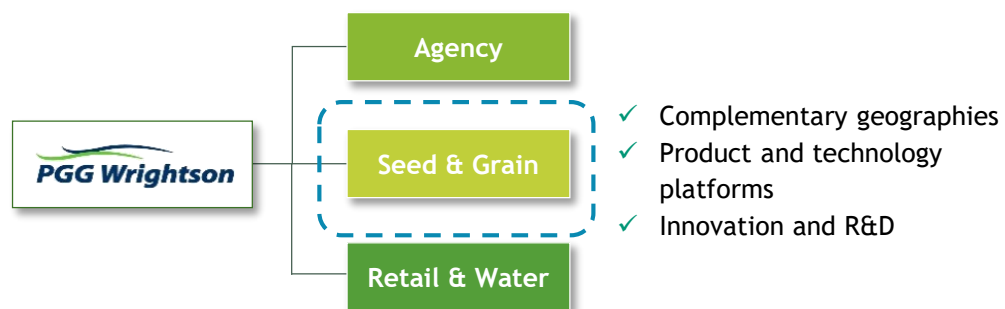 Agency
PGG Wrightson
Seed & Grain
Retail & Water
✓ Complementary geographies
✓ Product and technology
platforms
✓ Innovation and R&D